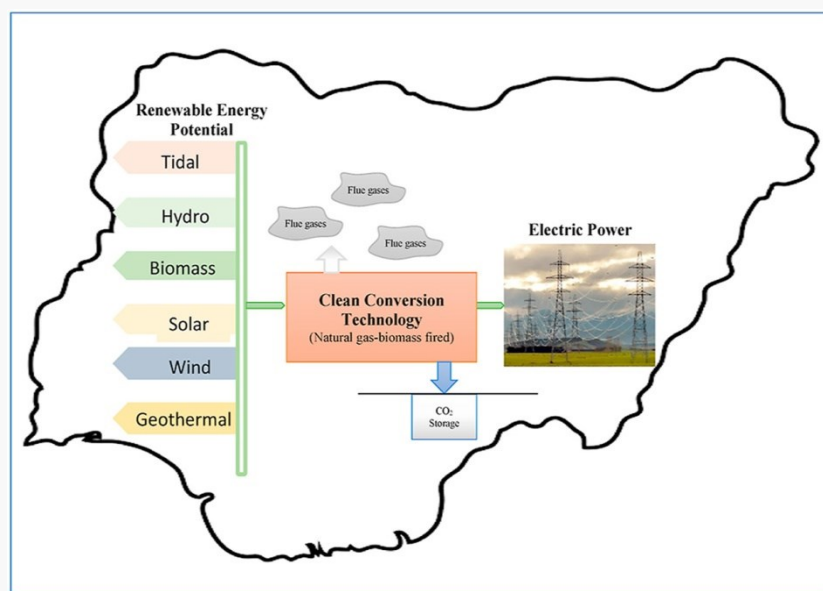 Renewable Energy
Potential
Tidal
Hydro
Biomass
Solar
Wind
Geothermal
Flue gases
Flue gases
Flue gases
Clean Conversion
Technology
(Natural gas-biomass fired)
Electric Power
CO₂
Storage